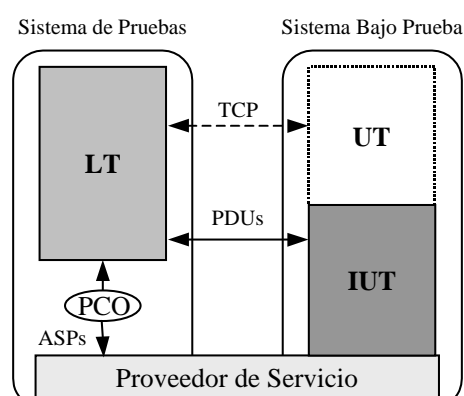 Sistema de Pruebas
Sistema Bajo Prueba
TCP
UT
LT
PDUs
IUT
PCO
ASPs
Proveedor de Servicio